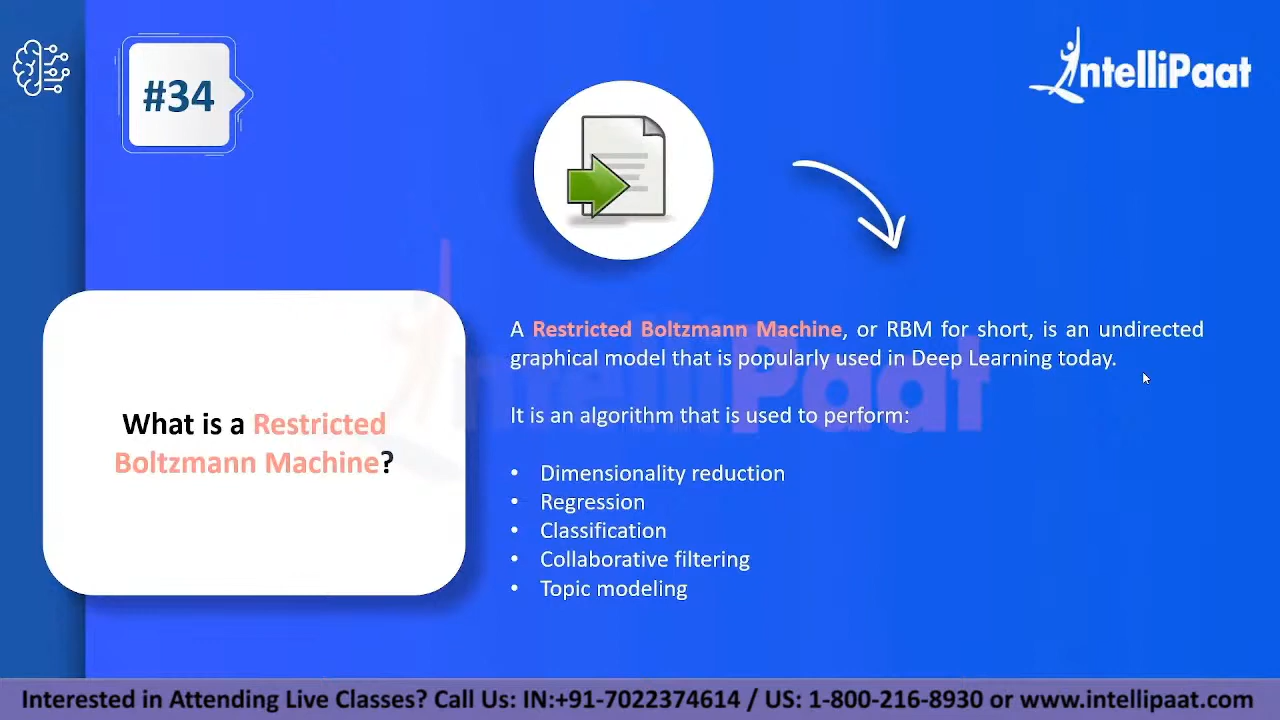 #34
IntelliPaat
What is a Restricted
Boltzmann Machine?
A Restricted Boltzmann Machine, or RBM for short, is an undirected
graphical model that is popularly used in Deep Learning today.
It is an algorithm that is used to perform:
• Dimensionality reduction
• Regression
• Classification
• Collaborative filtering
• Topic modeling
IntelliPaat
Interested in Attending Live Classes? Call Us: IN:+91-7022374614 / US: 1-800-216-8930 or www.intellipaat.com